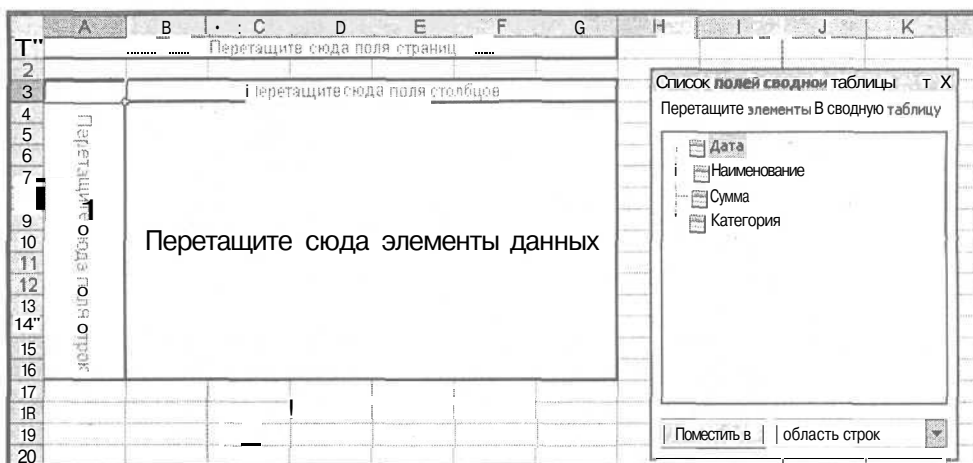 A B C D E F G H I J K
Перетащите сюда поля страниц
2
3
Перетащите сюда поля столбцов
4
5
6
7
9
10
11
12
13
14
15
16
17
18
19
20
Перетащите сюда поля строк
Перетащите сюда элементы данных
Список полей сводной таблицы
Перетащите элементы В сводную таблицу
Дата
Наименование
Сумма
Категория
Поместить в область строк